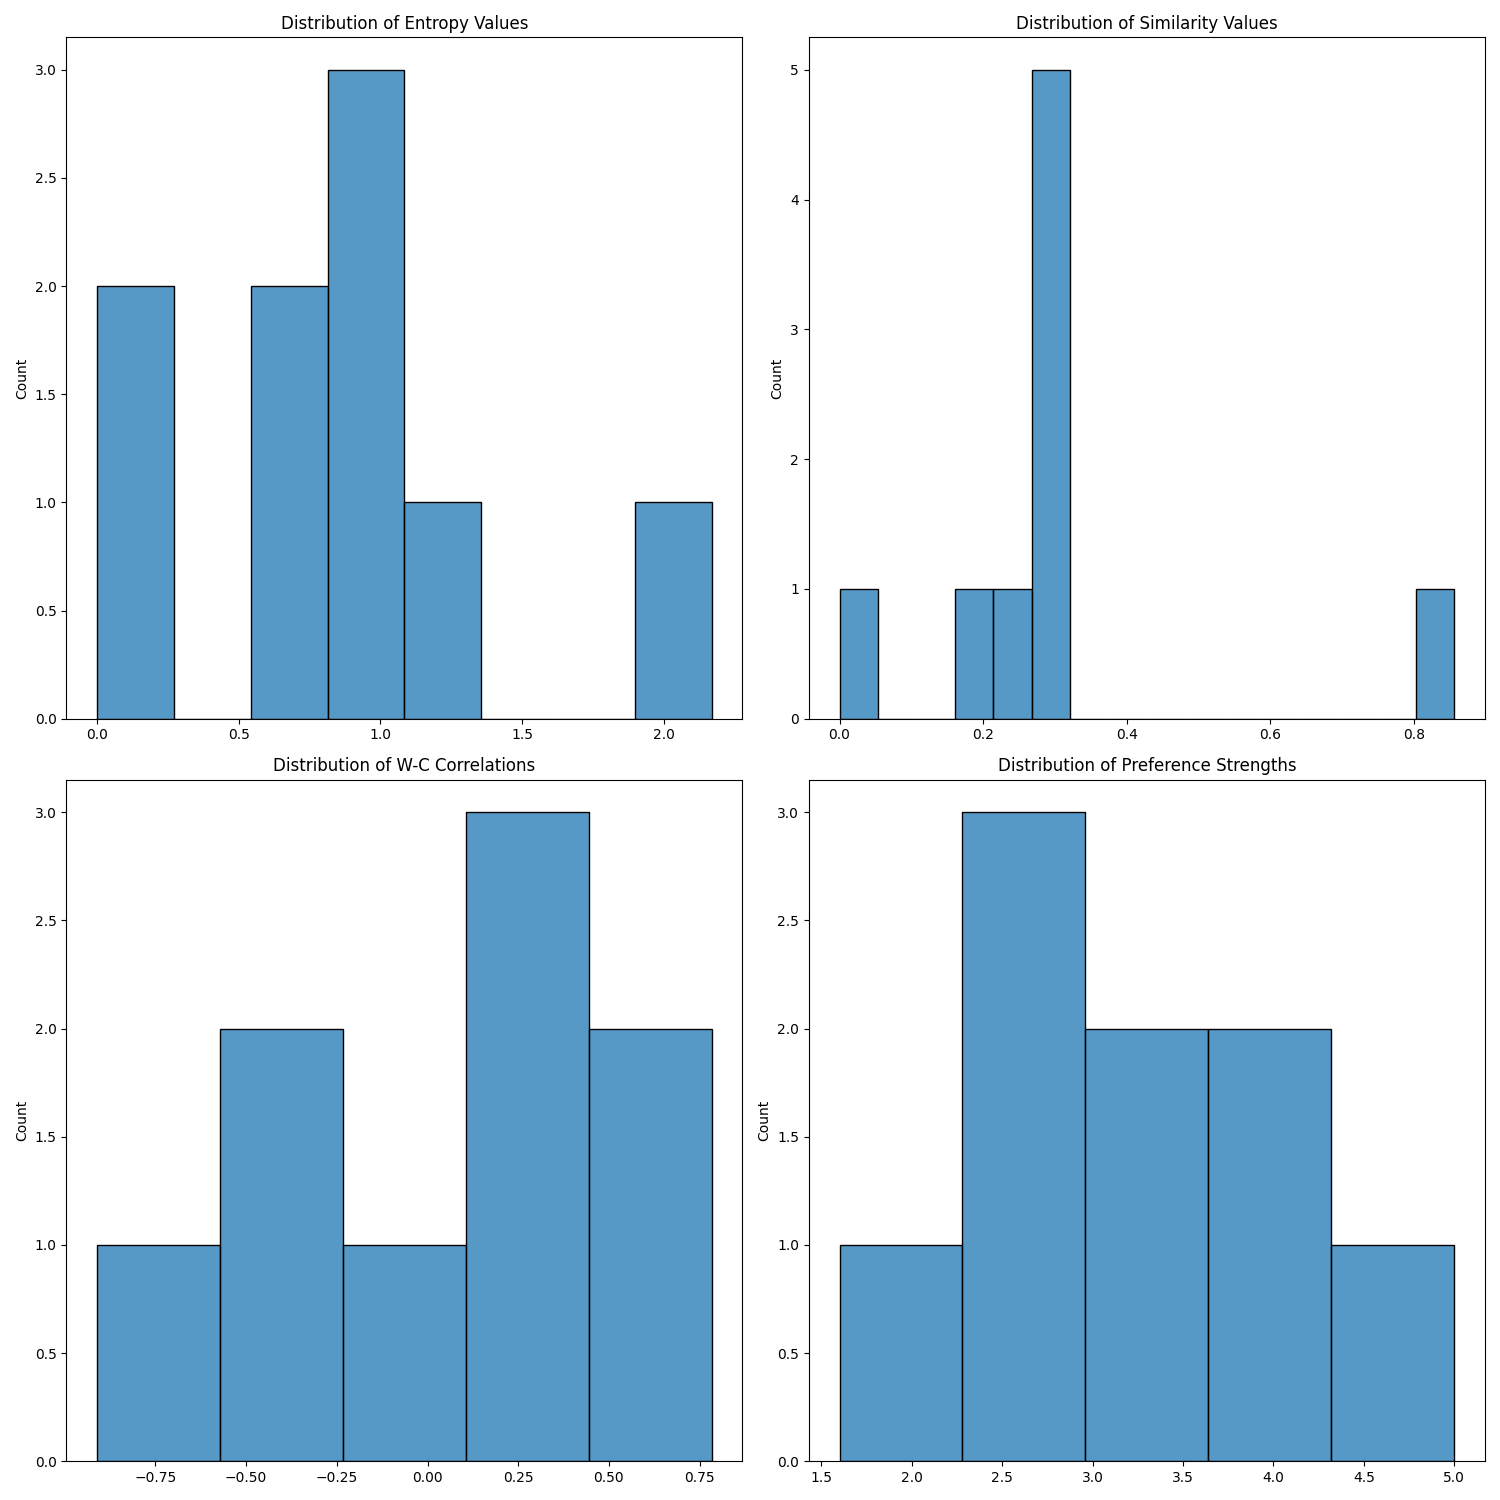 Distribution of Entropy Values
Count
3.0
2.5
2.0
1.5
1.0
0.5
0.0
0.0 0.5 1.0 1.5 2.0
Distribution of Similarity Values
Count
5
4
3
2
1
0
0.0 0.2 0.4 0.6 0.8
Distribution of W-C Correlations
Count
3.0
2.5
2.0
1.5
1.0
0.5
0.0
−0.75 −0.50 −0.25 0.00 0.25 0.50 0.75
Distribution of Preference Strengths
Count
3.0
2.5
2.0
1.5
1.0
0.5
0.0
1.5 2.0 2.5 3.0 3.5 4.0 4.5 5.0